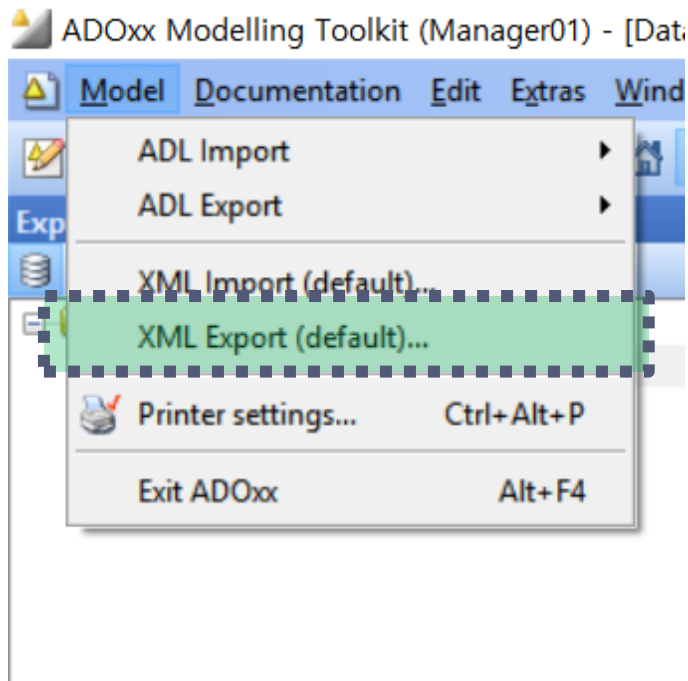 ADOxx Modelling Toolkit (Manager01) - [Data
Model Documentation Edit Extras Wind
ADL Import
ADL Export
Exp
XML Import (default)...
XML Export (default)...
Printer settings... Ctrl+Alt+P
Exit ADOxx Alt+F4